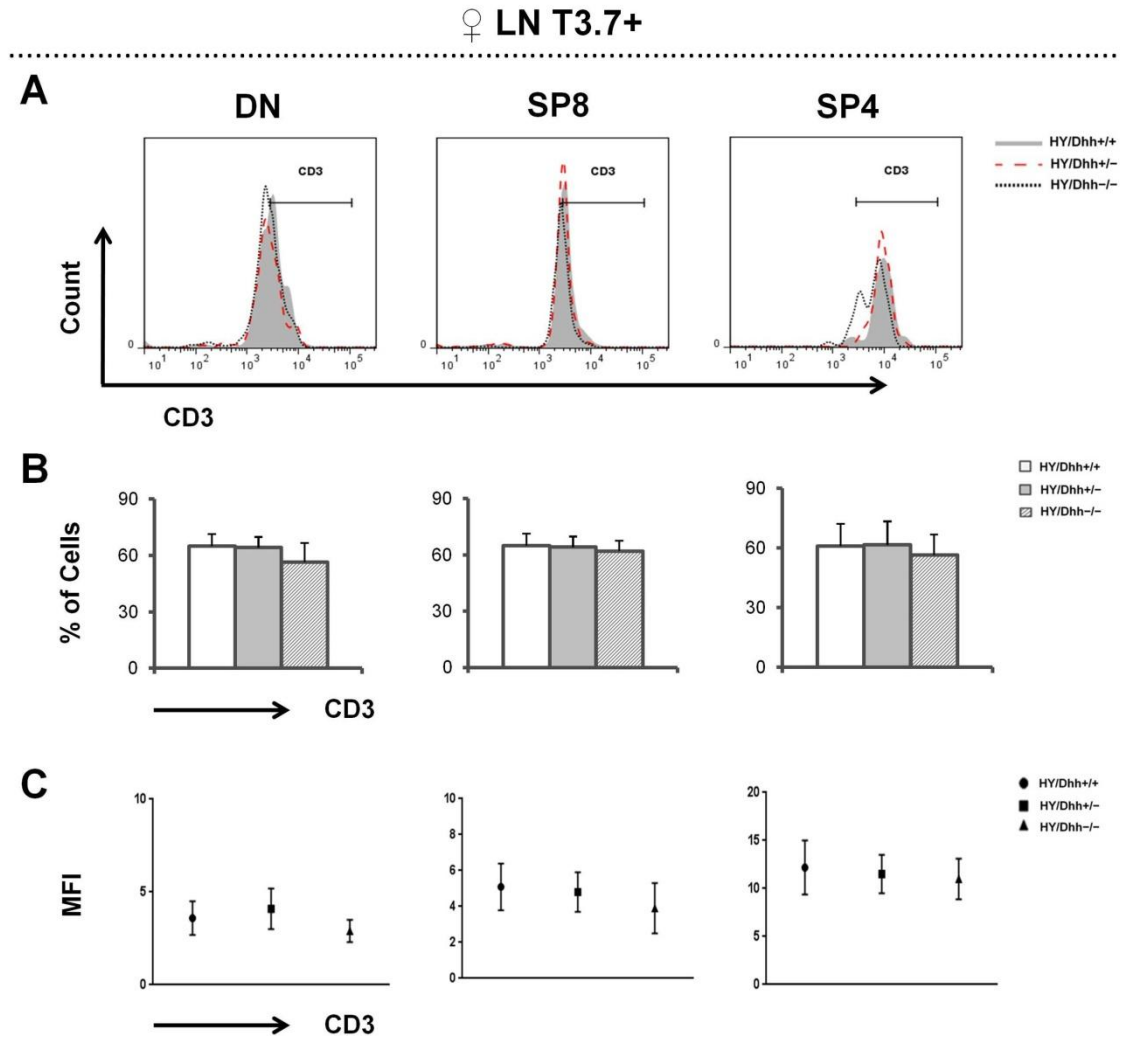 ♀ LN T3.7+
A
DN
SP8
SP4
CD3
CD3
CD3
HY/Dhh+/+
HY/Dhh+/−
HY/Dhh−/−
Count
0
0
0
10¹ 10² 10³ 10⁴ 10⁵
10¹ 10² 10³ 10⁴ 10⁵
10¹ 10² 10³ 10⁴ 10⁵
CD3
B
HY/Dhh+/+
HY/Dhh+/−
HY/Dhh−/−
% of Cells
90
60
30
0
90
60
30
0
90
60
30
0
CD3
C
HY/Dhh+/+
HY/Dhh+/−
HY/Dhh−/−
MFI
10
5
0
10
8
6
4
2
0
20
15
10
5
0
CD3